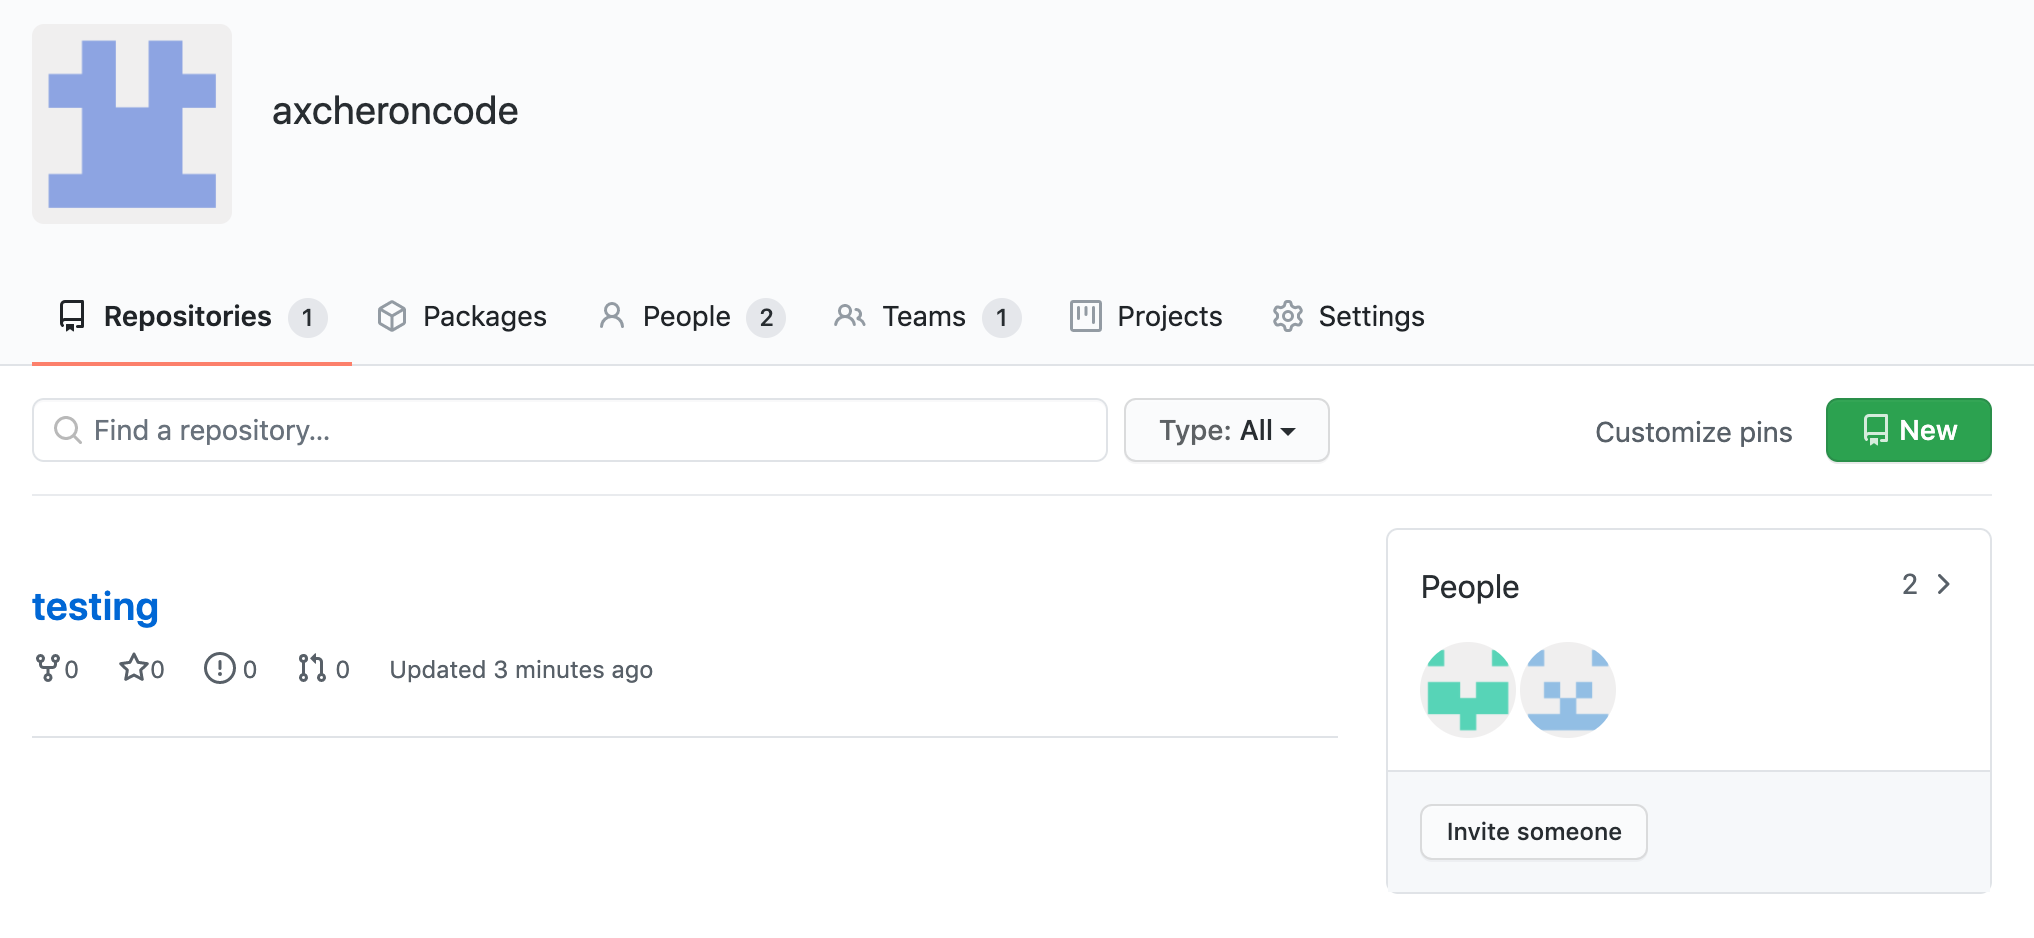 axcheroncode
Repositories 1 Packages People 2 Teams 1 Projects Settings
Find a repository... Type: All Customize pins New
testing
0 0 0 0 Updated 3 minutes ago
People 2
Invite someone